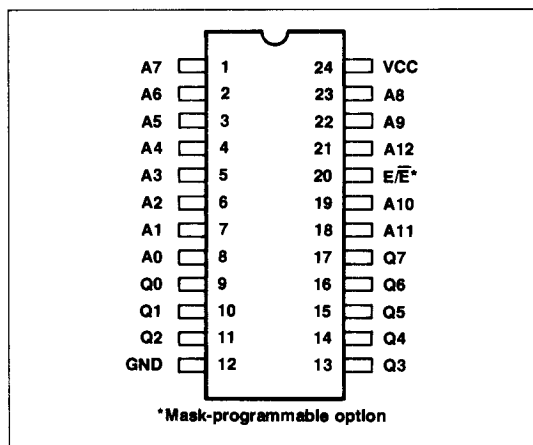 A7 1 24 VCC
A6 2 23 A8
A5 3 22 A9
A4 4 21 A12
A3 5 20 E/E̅*
A2 6 19 A10
A1 7 18 A11
A0 8 17 Q7
Q0 9 16 Q6
Q1 10 15 Q5
Q2 11 14 Q4
GND 12 13 Q3
*Mask-programmable option